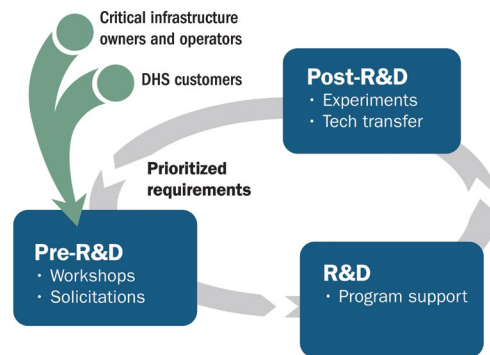 Critical infrastructure
owners and operators
DHS customers
Post-R&D
· Experiments
· Tech transfer
Prioritized
requirements
Pre-R&D
· Workshops
· Solicitations
R&D
· Program support